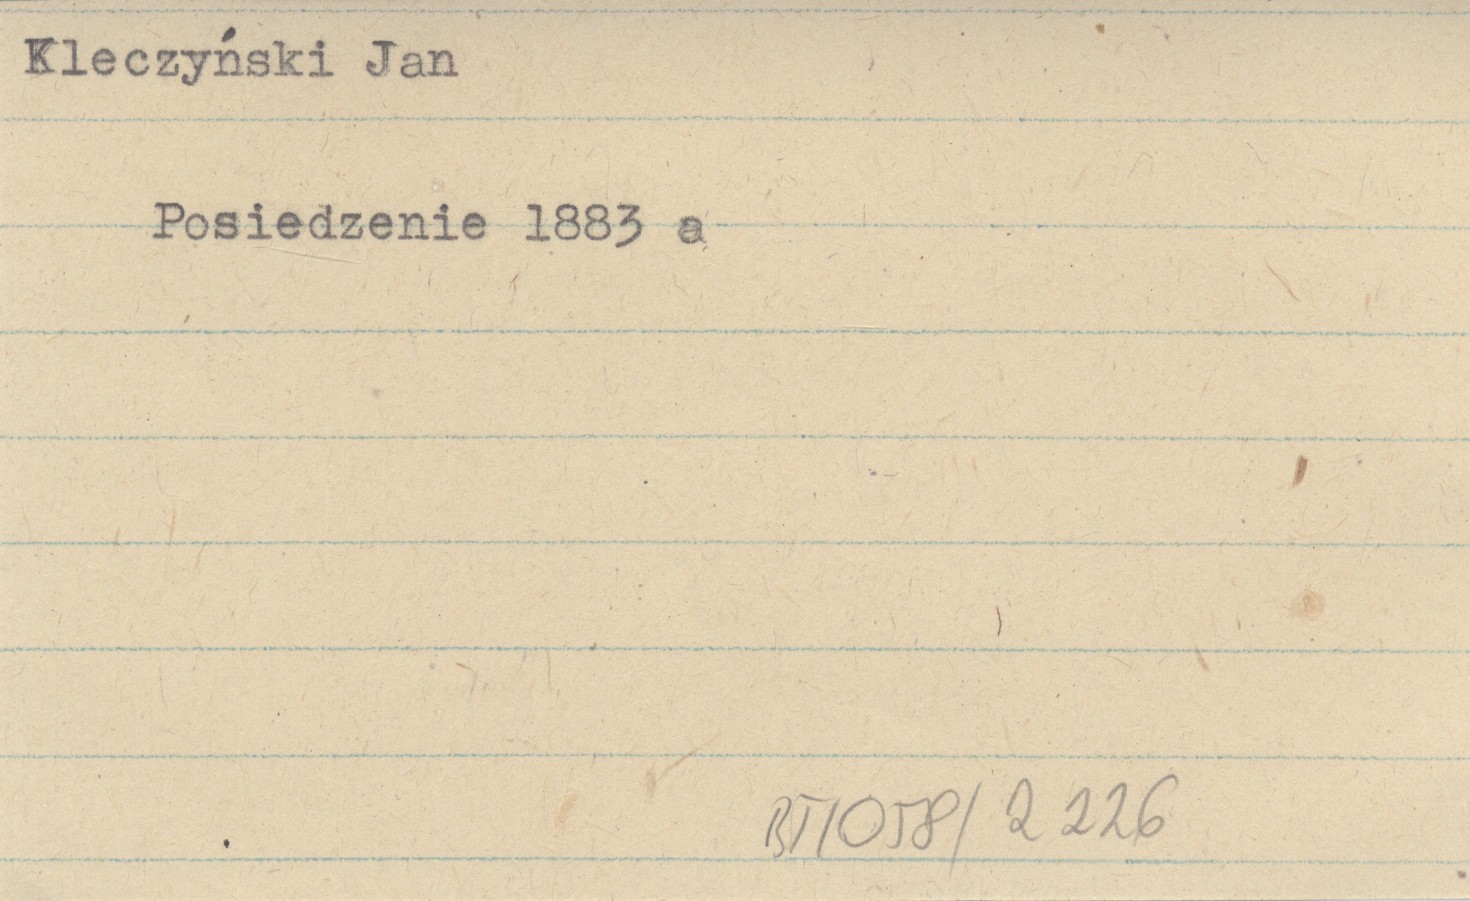 Kleczyński Jan
Posiedzenie 1883 a
BT/058/2226